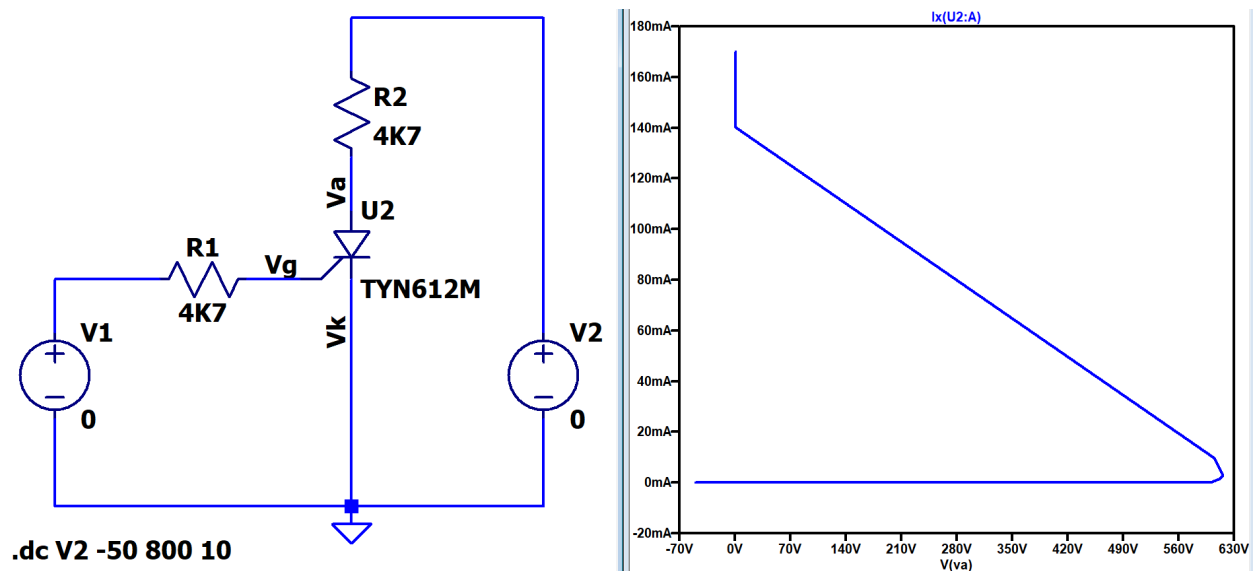 R2
4K7
Va
U2
R1
Vg
4K7
TYN612M
Vk
V1
V2
0
0
.dc V2 -50 800 10
Ix(U2:A)
180mA
160mA
140mA
120mA
100mA
80mA
60mA
40mA
20mA
0mA
-20mA
-70V 0V 70V 140V 210V 280V 350V 420V 490V 560V 630V
V(va)